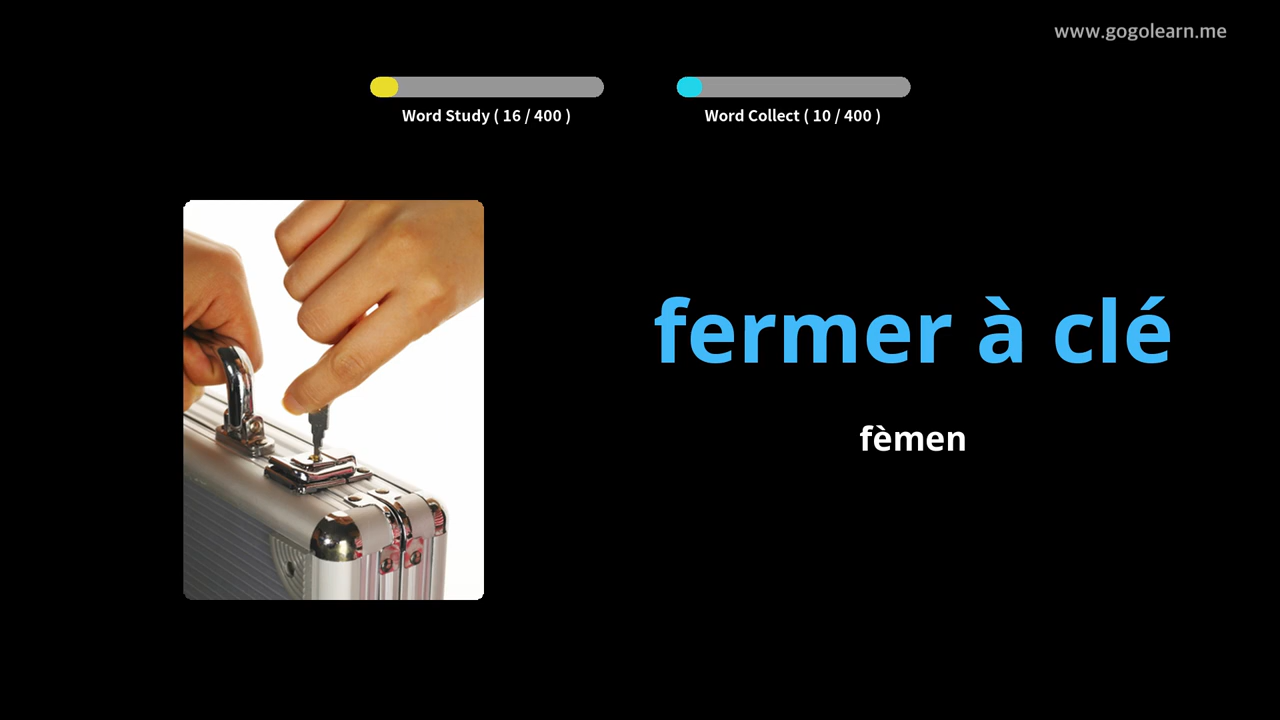 www.gogolearn.me
Word Study ( 16 / 400 )
Word Collect ( 10 / 400 )
fermer à clé
fèmen